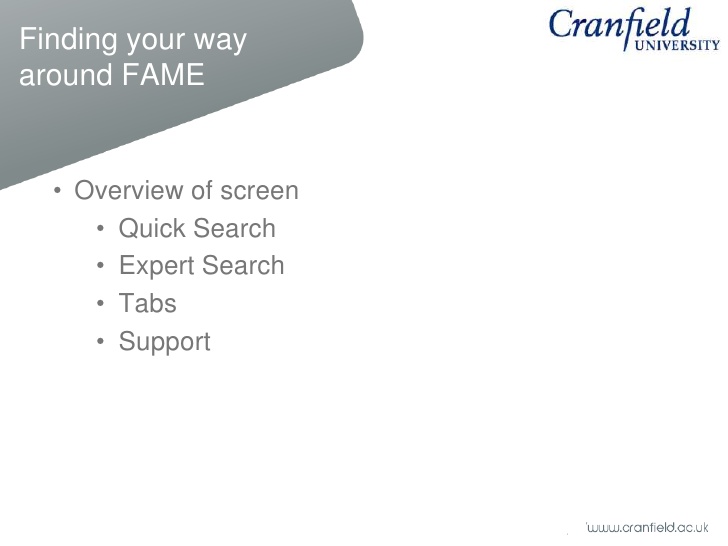 Finding your way
around FAME
Cranfield
UNIVERSITY
• Overview of screen
• Quick Search
• Expert Search
• Tabs
• Support
www.cranfield.ac.uk